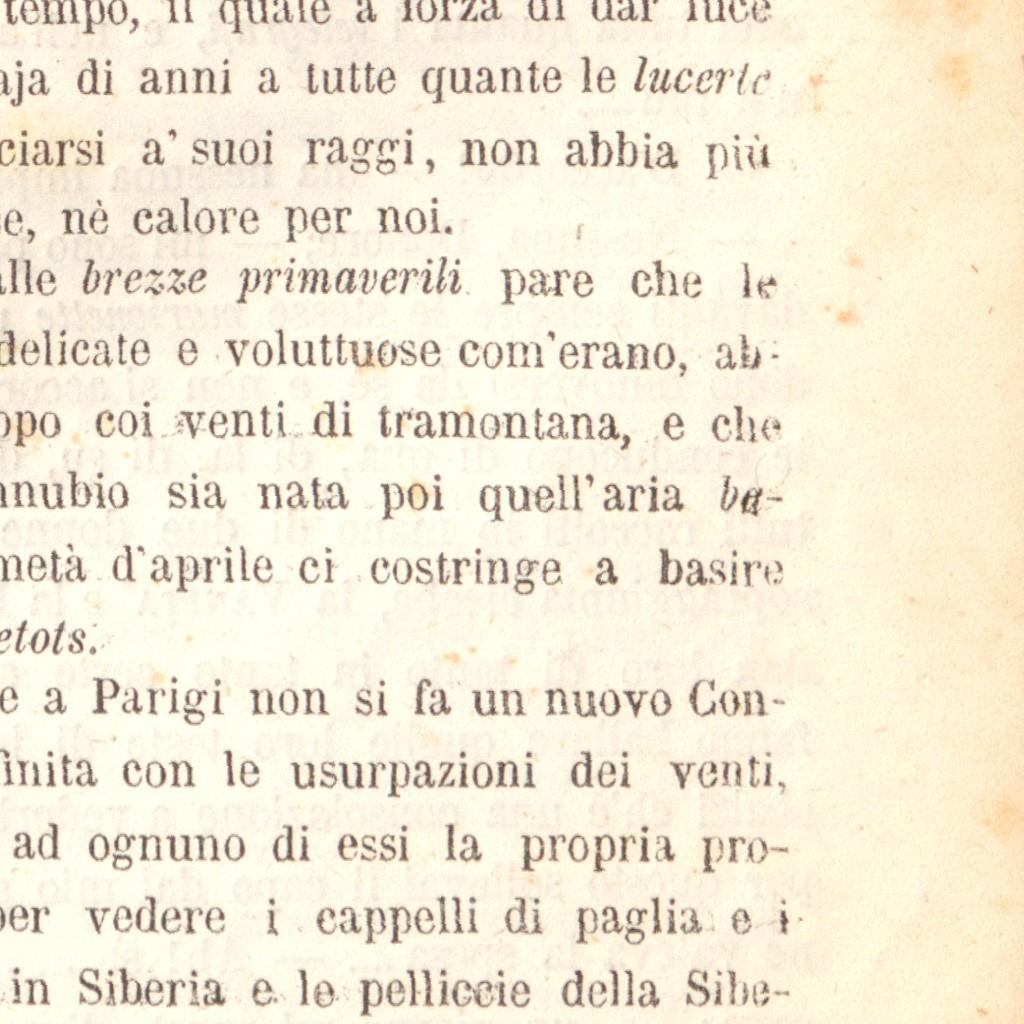 tempo, il quale a forza di dar luce
aja di anni a tutte quante le lucerte
ciarsi a' suoi raggi, non abbia più
e, nè calore per noi.
alle brezze primaverili pare che le
delicate e voluttuose com'erano, ab-
ppo coi venti di tramontana, e che
nnubio sia nata poi quell'aria ba-
metà d'aprile ci costringe a basire
etots.
e a Parigi non si fa un nuovo Con-
finita con le usurpazioni dei venti,
ad ognuno di essi la propria pro-
per vedere i cappelli di paglia e i
in Siberia e le pelliccie della Sibe-